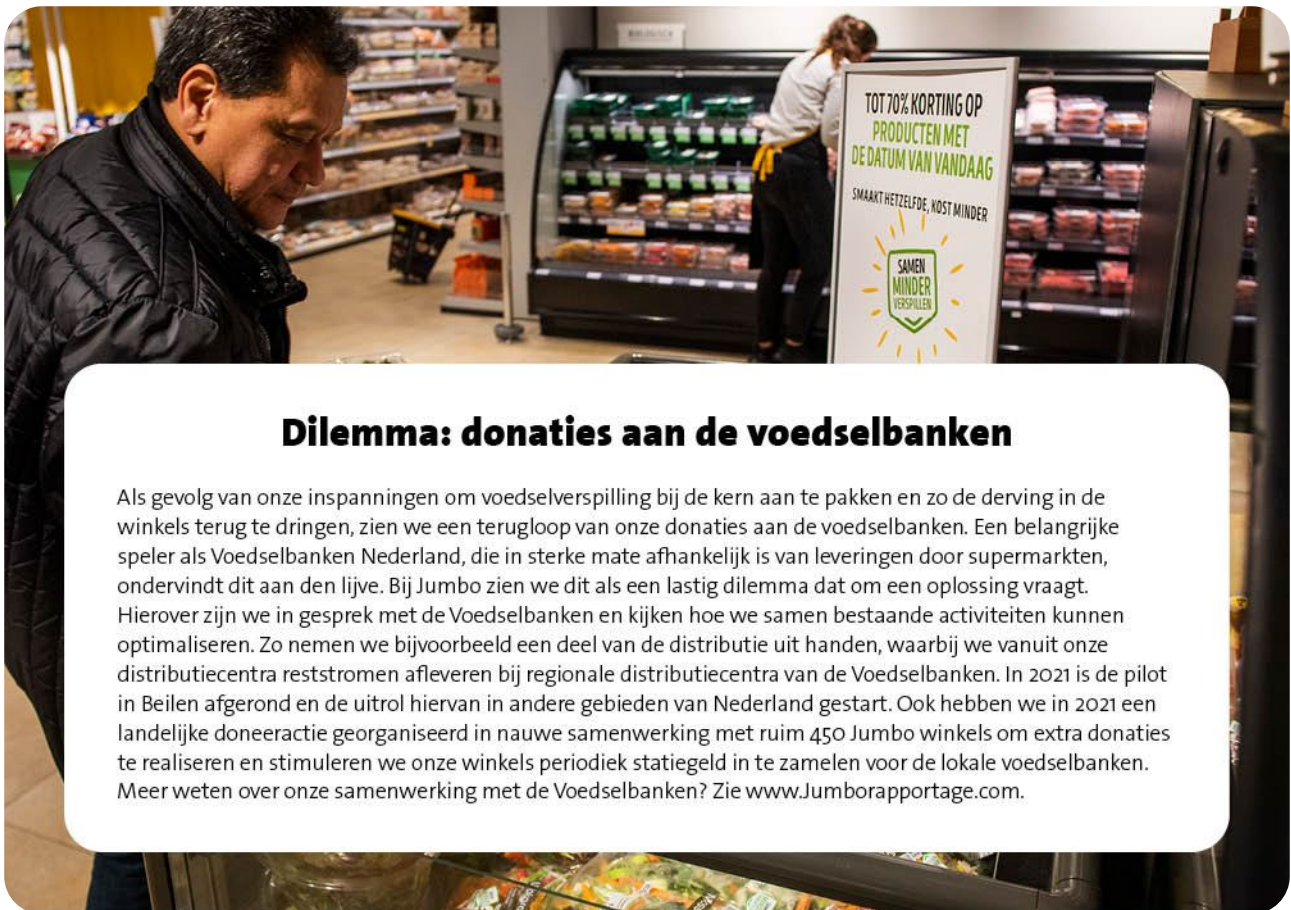 TOT 70% KORTING OP
PRODUCTEN MET
DE DATUM VAN VANDAAG
SMAAKT HETZELFDE, KOST MINDER
SAMEN
MINDER
VERSPILLEN
Dilemma: donaties aan de voedselbanken
Als gevolg van onze inspanningen om voedselverspilling bij de kern aan te pakken en zo de derving in de
winkels terug te dringen, zien we een terugloop van onze donaties aan de voedselbanken. Een belangrijke
speler als Voedselbanken Nederland, die in sterke mate afhankelijk is van leveringen door supermarkten,
ondervindt dit aan den lijve. Bij Jumbo zien we dit als een lastig dilemma dat om een oplossing vraagt.
Hierover zijn we in gesprek met de Voedselbanken en kijken hoe we samen bestaande activiteiten kunnen
optimaliseren. Zo nemen we bijvoorbeeld een deel van de distributie uit handen, waarbij we vanuit onze
distributiecentra reststromen afleveren bij regionale distributiecentra van de Voedselbanken. In 2021 is de pilot
in Beilen afgerond en de uitrol hiervan in andere gebieden van Nederland gestart. Ook hebben we in 2021 een
landelijke doneeractie georganiseerd in nauwe samenwerking met ruim 450 Jumbo winkels om extra donaties
te realiseren en stimuleren we onze winkels periodiek statiegeld in te zamelen voor de lokale voedselbanken.
Meer weten over onze samenwerking met de Voedselbanken? Zie www.Jumborapportage.com.